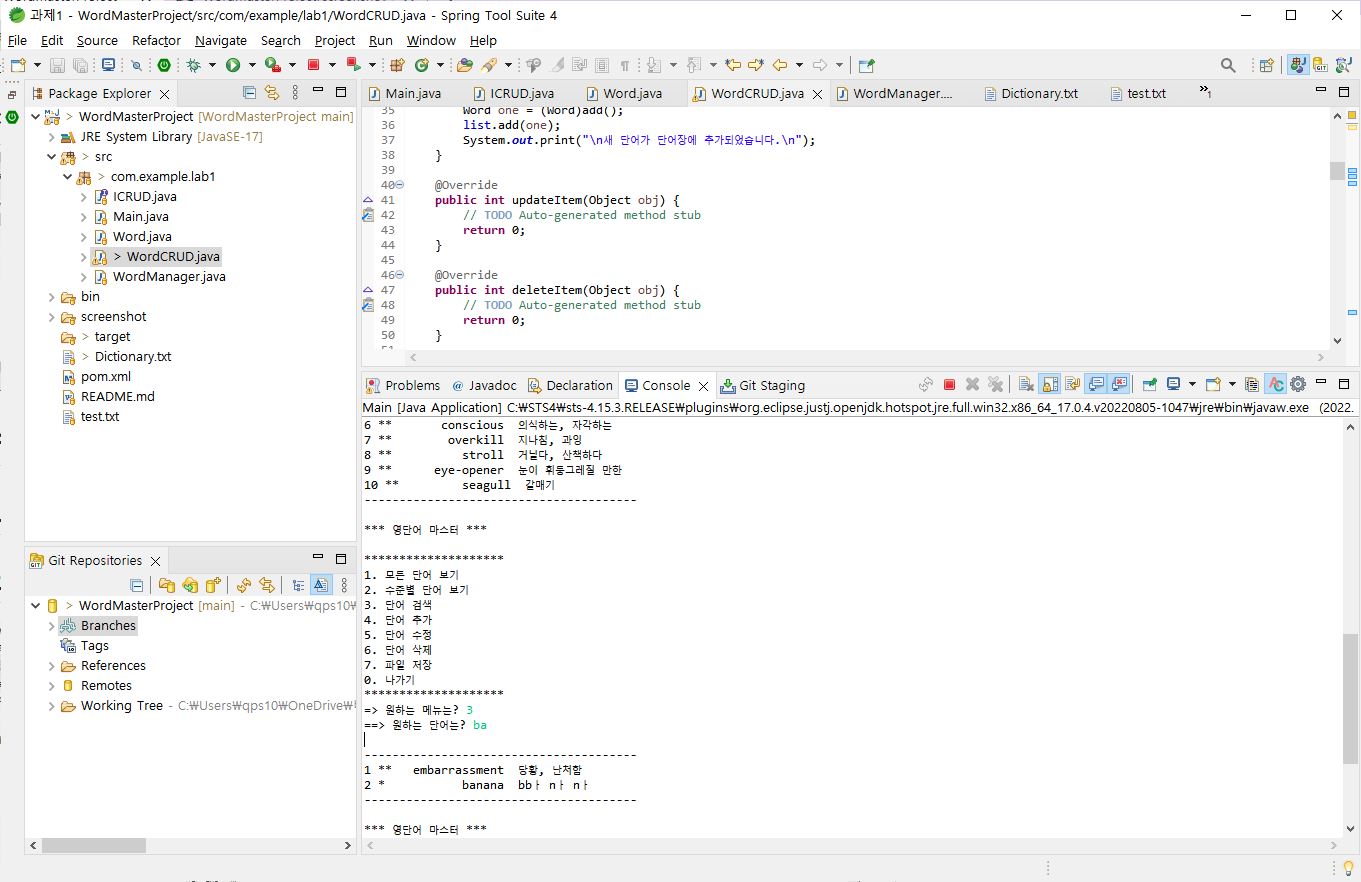 과제1 - WordMasterProject/src/com/example/lab1/WordCRUD.java - Spring Tool Suite 4
File Edit Source Refactor Navigate Search Project Run Window Help
Package Explorer
> WordMasterProject [WordMasterProject main]
JRE System Library [JavaSE-17]
> src
> com.example.lab1
ICRUD.java
Main.java
Word.java
> WordCRUD.java
WordManager.java
bin
screenshot
> target
> Dictionary.txt
pom.xml
README.md
test.txt
Git Repositories
> WordMasterProject [main] - C:₩Users₩qps10₩
Branches
Tags
References
Remotes
Working Tree - C:₩Users₩qps10₩OneDrive₩
Main.java ICRUD.java Word.java WordCRUD.java WordManager.... Dictionary.txt test.txt »1
35 Word one = (Word)add();
36 list.add(one);
37 System.out.print("\n새 단어가 단어장에 추가되었습니다.\n");
38 }
39
40 @Override
41 public int updateItem(Object obj) {
42 // TODO Auto-generated method stub
43 return 0;
44 }
45
46 @Override
47 public int deleteItem(Object obj) {
48 // TODO Auto-generated method stub
49 return 0;
50 }
51
Problems @ Javadoc Declaration Console Git Staging
Main [Java Application] C:₩STS4₩sts-4.15.3.RELEASE₩plugins₩org.eclipse.justj.openjdk.hotspot.jre.full.win32.x86_64_17.0.4.v20220805-1047₩jre₩bin₩javaw.exe (2022.
6 ** conscious 의식하는, 자각하는
7 ** overkill 지나침, 과잉
8 ** stroll 거닐다, 산책하다
9 ** eye-opener 눈이 휘둥그레질 만한
10 ** seagull 갈매기
---------------------------------------
*** 영단어 마스터 ***
********************
1. 모든 단어 보기
2. 수준별 단어 보기
3. 단어 검색
4. 단어 추가
5. 단어 수정
6. 단어 삭제
7. 파일 저장
0. 나가기
********************
=> 원하는 메뉴는? 3
==> 원하는 단어는? ba
---------------------------------------
1 ** embarrassment 당황, 난처함
2 * banana bbㅏnㅏnㅏ
---------------------------------------
*** 영단어 마스터 ***